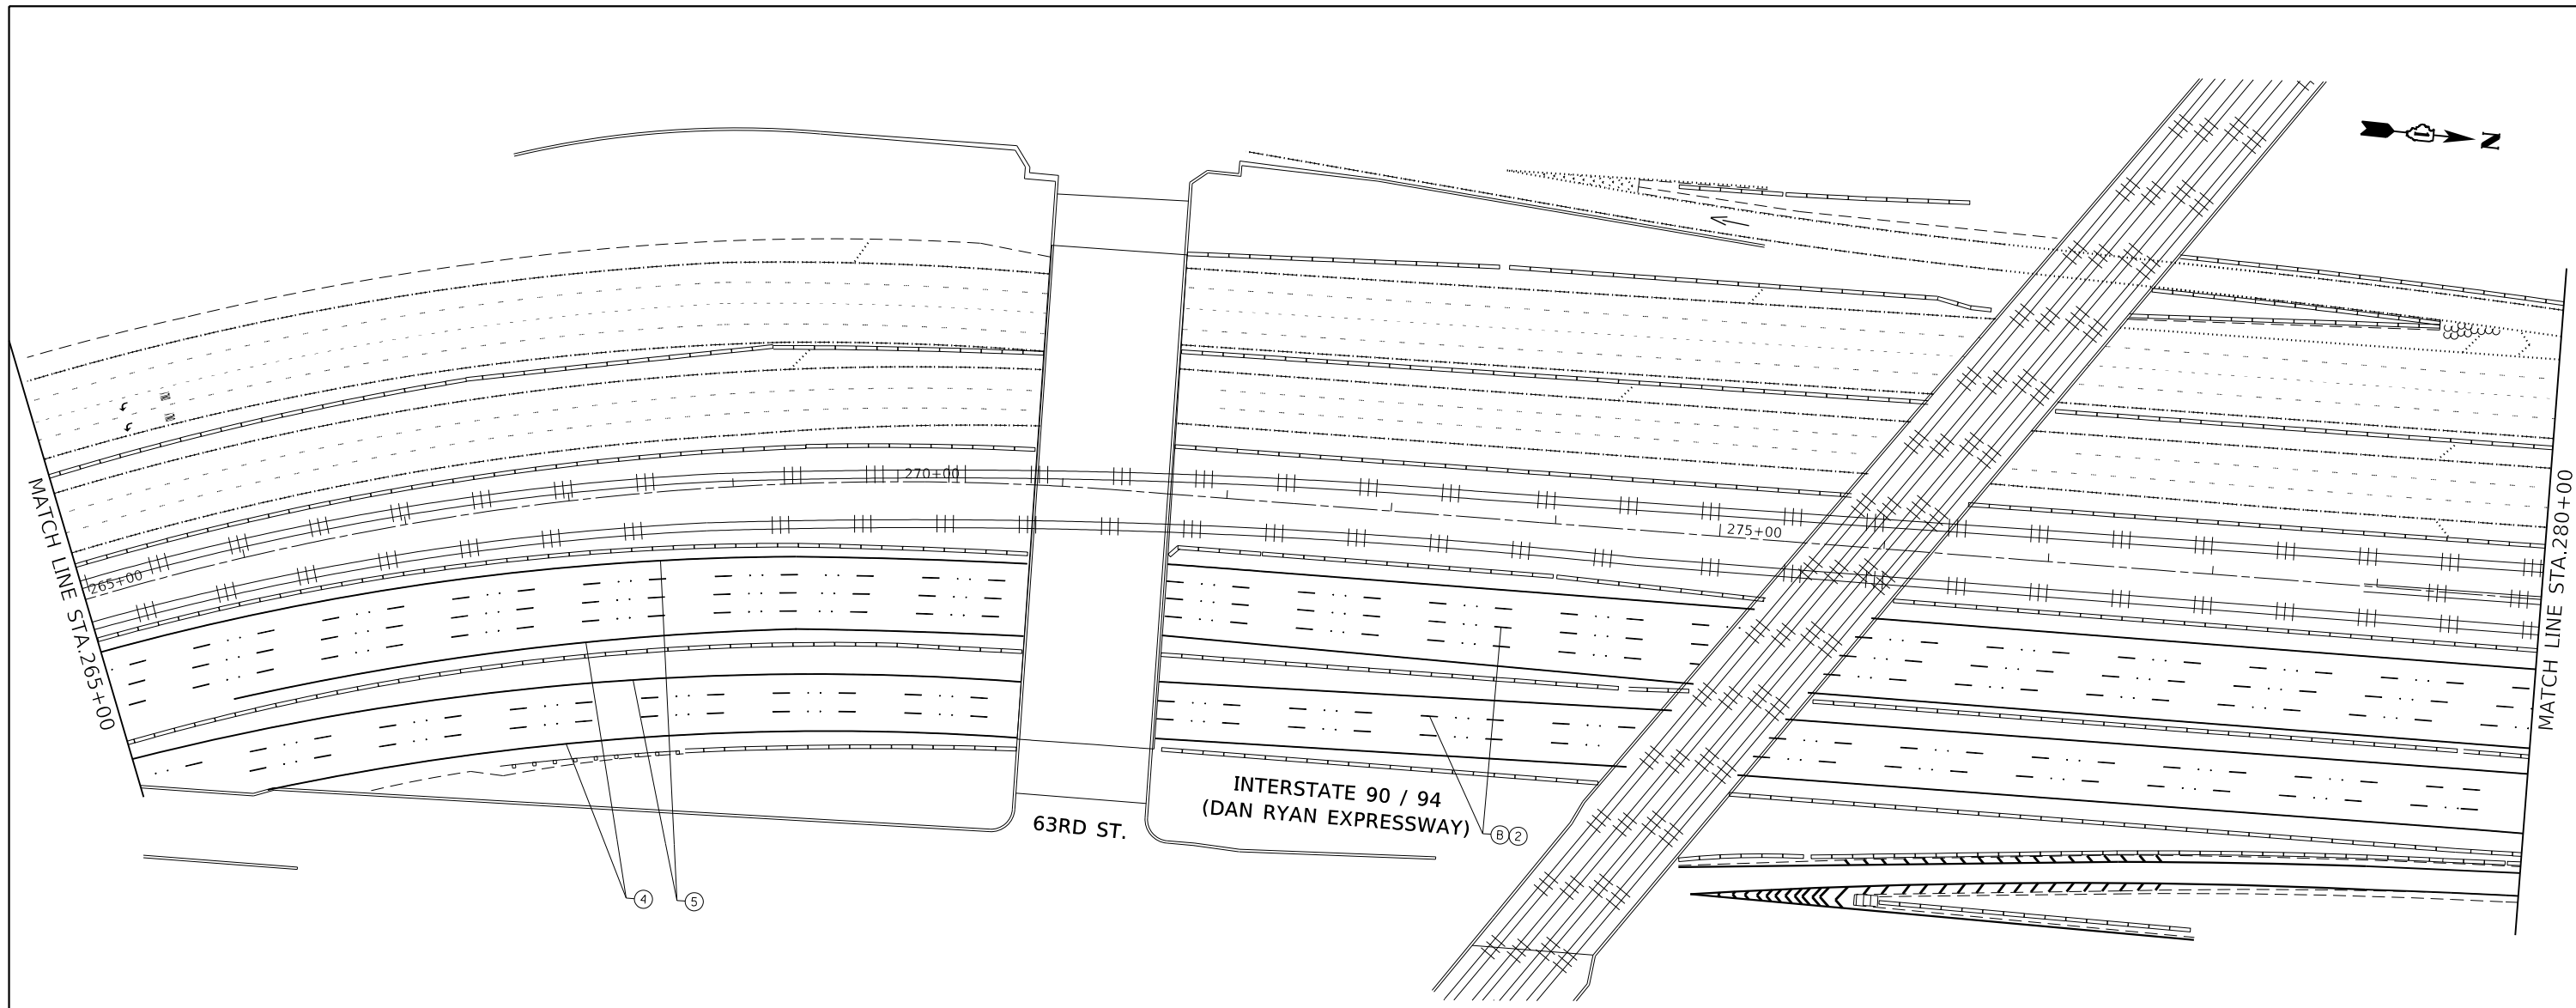 N
MATCH LINE STA.265+00
265+00
270+00
275+00
MATCH LINE STA.280+00
INTERSTATE 90 / 94
(DAN RYAN EXPRESSWAY)
63RD ST.
B 2
4
5